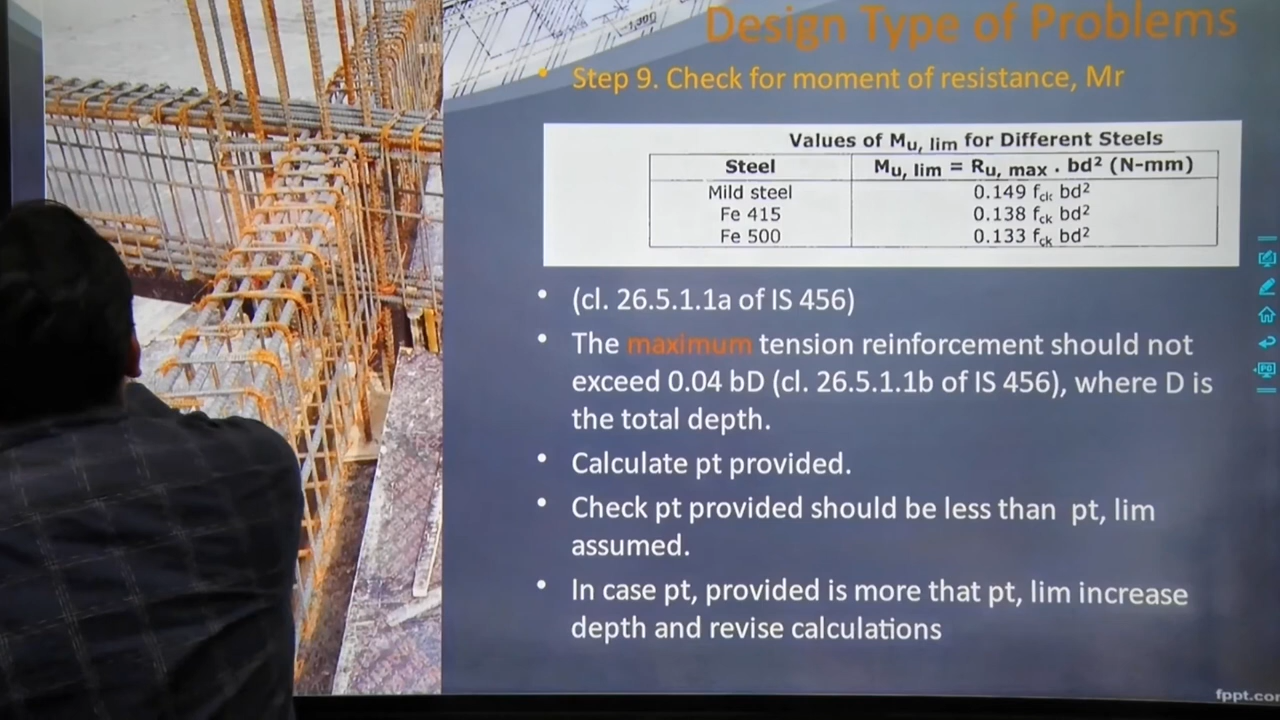 1,300
Design Type of Problems
• Step 9. Check for moment of resistance, Mr
Values of Mu, lim for Different Steels
Steel Mu, lim = Ru, max . bd² (N-mm)
Mild steel 0.149 fck bd²
Fe 415 0.138 fck bd²
Fe 500 0.133 fck bd²
• (cl. 26.5.1.1a of IS 456)
• The maximum tension reinforcement should not
exceed 0.04 bD (cl. 26.5.1.1b of IS 456), where D is
the total depth.
• Calculate pt provided.
• Check pt provided should be less than pt, lim
assumed.
• In case pt, provided is more that pt, lim increase
depth and revise calculations
fppt.com